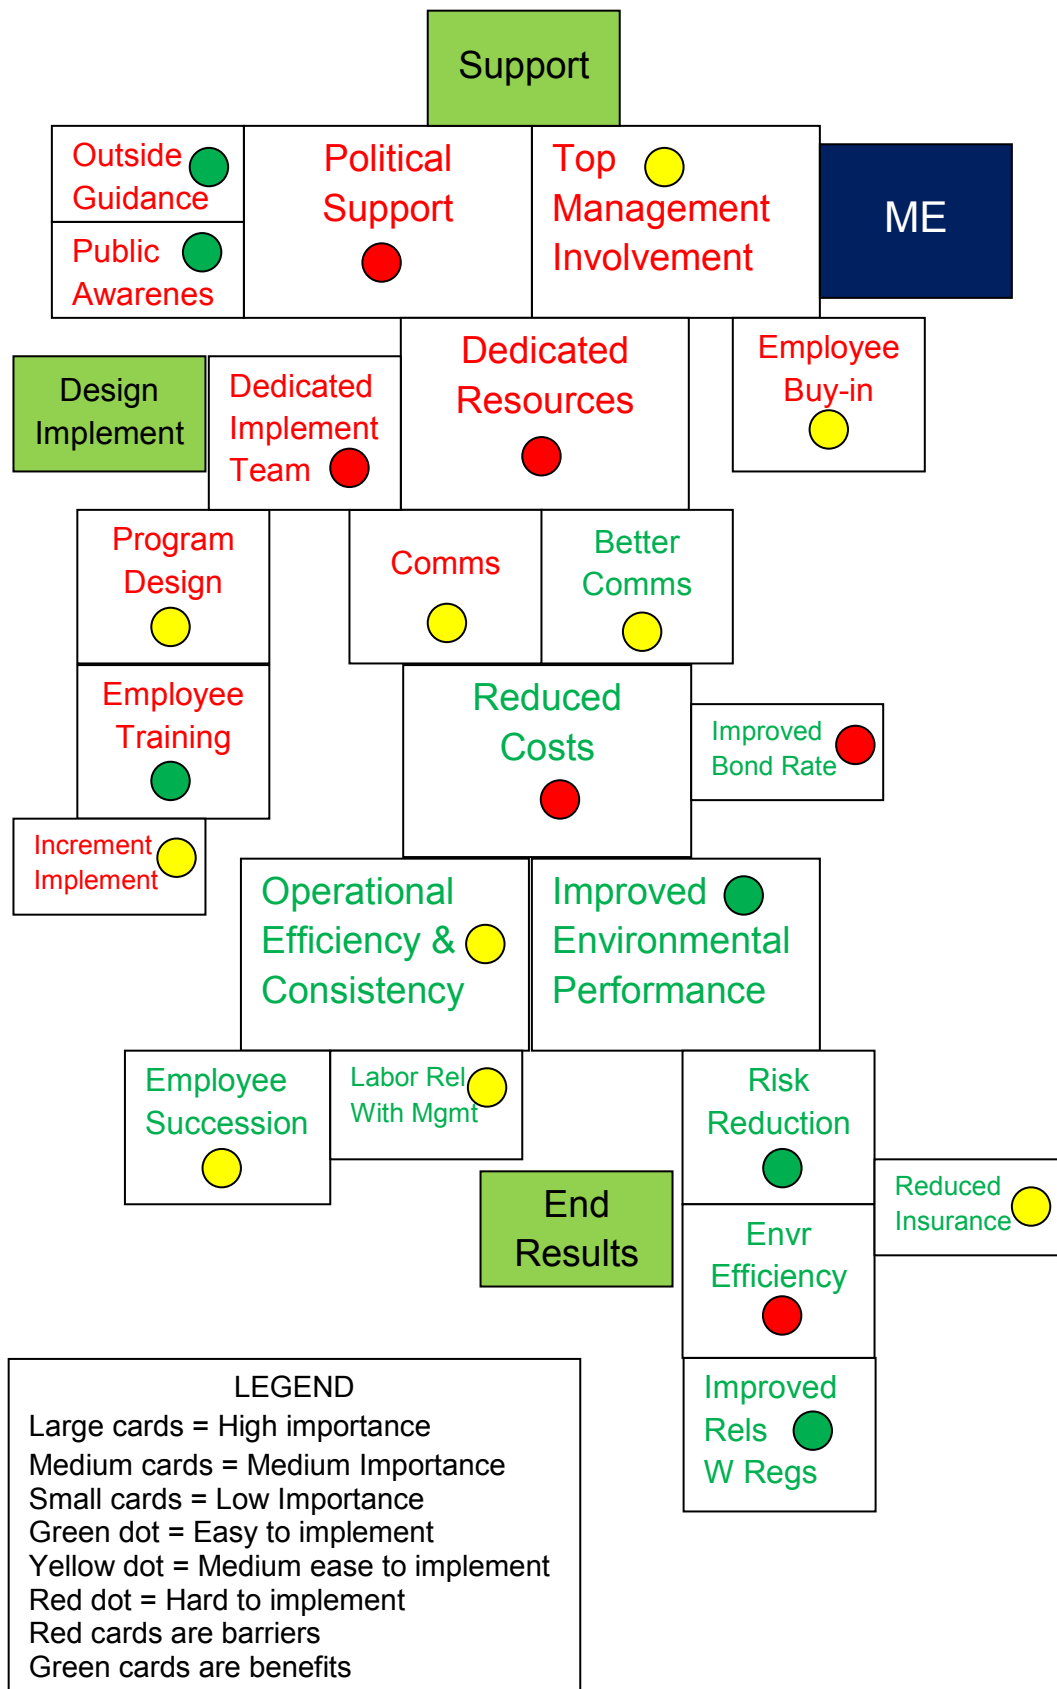 Support
Outside
Guidance
Public
Awarenes
Political
Support
Top
Management
Involvement
ME
Design
Implement
Dedicated
Implement
Team
Dedicated
Resources
Employee
Buy-in
Program
Design
Comms
Better
Comms
Employee
Training
Reduced
Costs
Improved
Bond Rate
Increment
Implement
Operational
Efficiency &
Consistency
Improved
Environmental
Performance
Employee
Succession
Labor Rel
With Mgmt
Risk
Reduction
End
Results
Reduced
Insurance
Envr
Efficiency
Improved
Rels
W Regs
LEGEND
Large cards = High importance
Medium cards = Medium Importance
Small cards = Low Importance
Green dot = Easy to implement
Yellow dot = Medium ease to implement
Red dot = Hard to implement
Red cards are barriers
Green cards are benefits